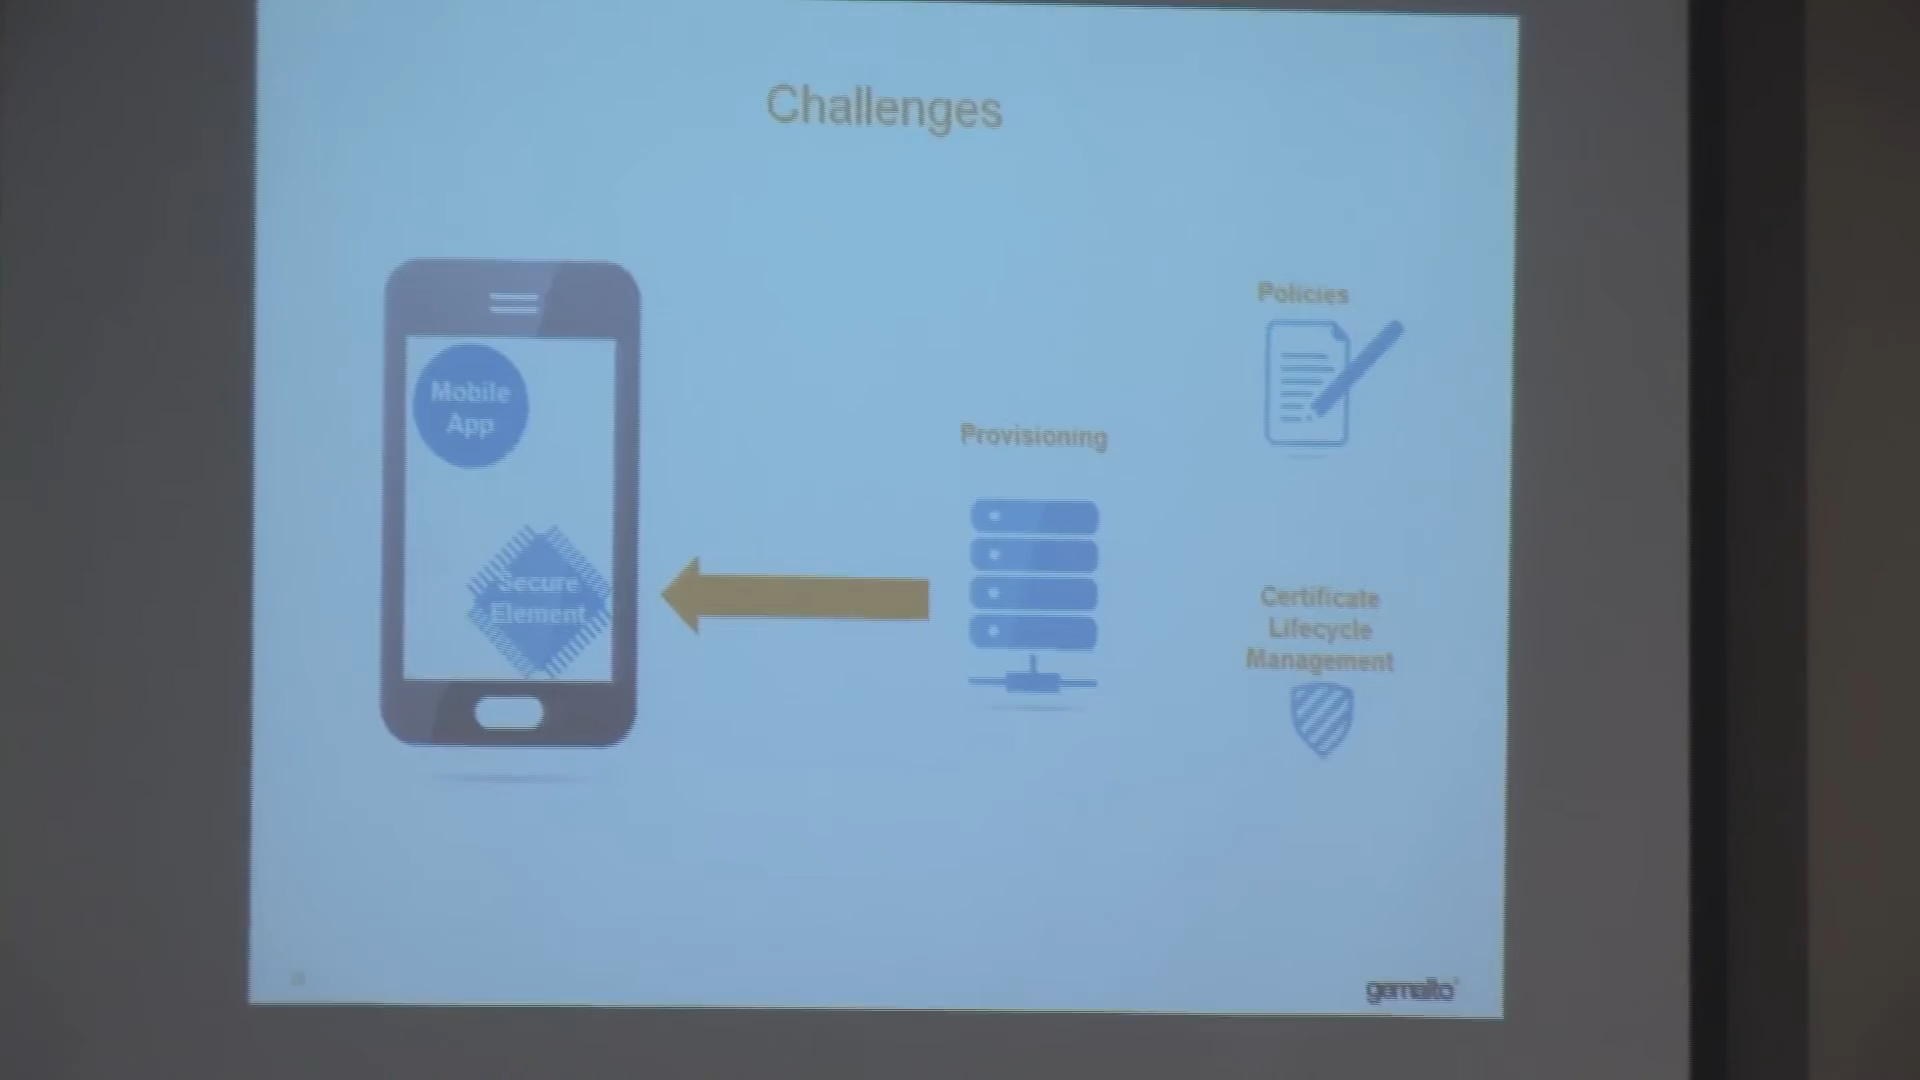 Challenges
Mobile
App
Secure
Element
Provisioning
Policies
Certificate
Lifecycle
Management
gemalto